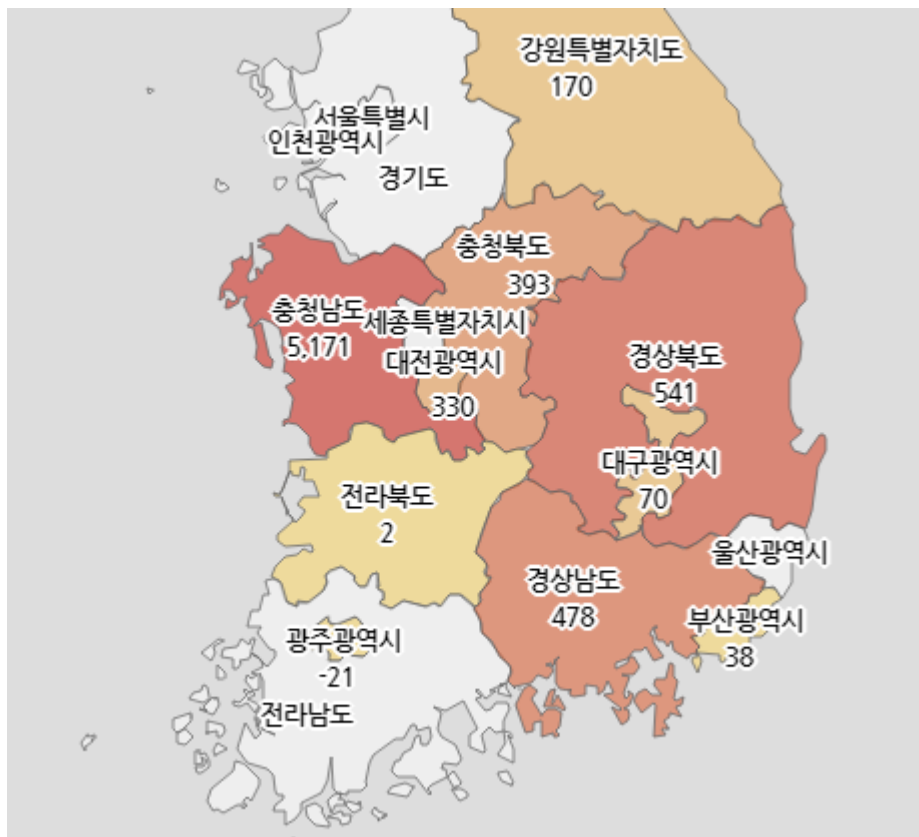 강원특별자치도
170
서울특별시
인천광역시
경기도
충청북도
393
충청남도
5,171
세종특별자치시
대전광역시
330
경상북도
541
대구광역시
70
전라북도
2
울산광역시
경상남도
478
부산광역시
38
광주광역시
-21
전라남도